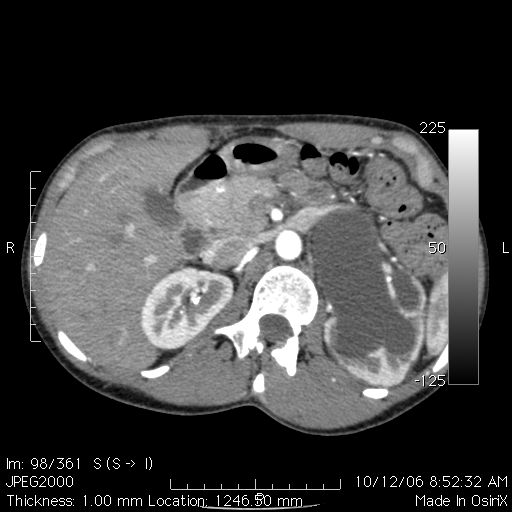 225
R
50
L
-125
Im: 98/361 S (S -> I)
JPEG2000
10/12/06 8:52:32 AM
Thickness: 1.00 mm Location: 1246.50 mm
Made In OsiriX